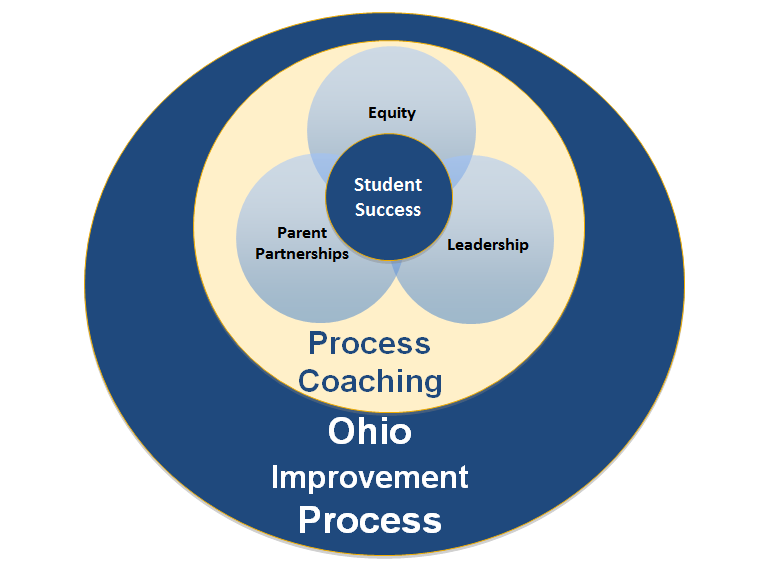 Equity
Student
Success
Parent
Partnerships
Leadership
Process
Coaching
Ohio
Improvement
Process